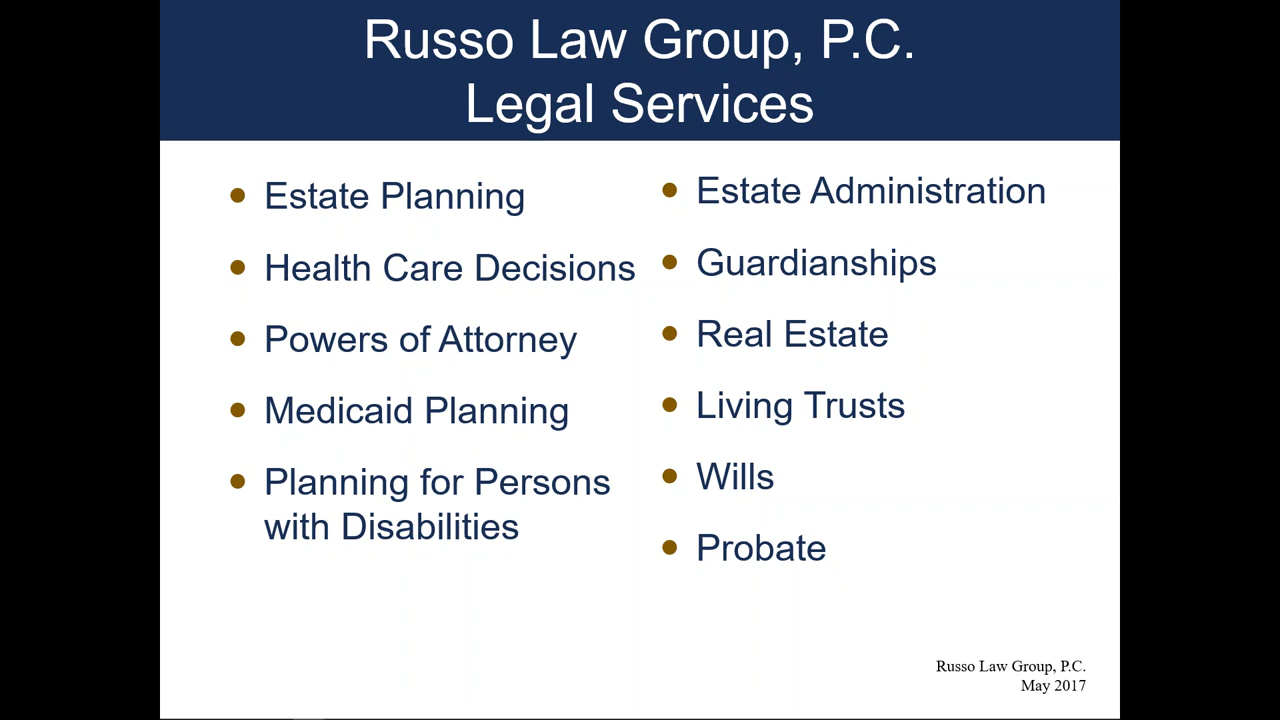 Russo Law Group, P.C.
Legal Services
• Estate Planning
• Health Care Decisions
• Powers of Attorney
• Medicaid Planning
• Planning for Persons
with Disabilities
• Estate Administration
• Guardianships
• Real Estate
• Living Trusts
• Wills
• Probate
Russo Law Group, P.C.
May 2017